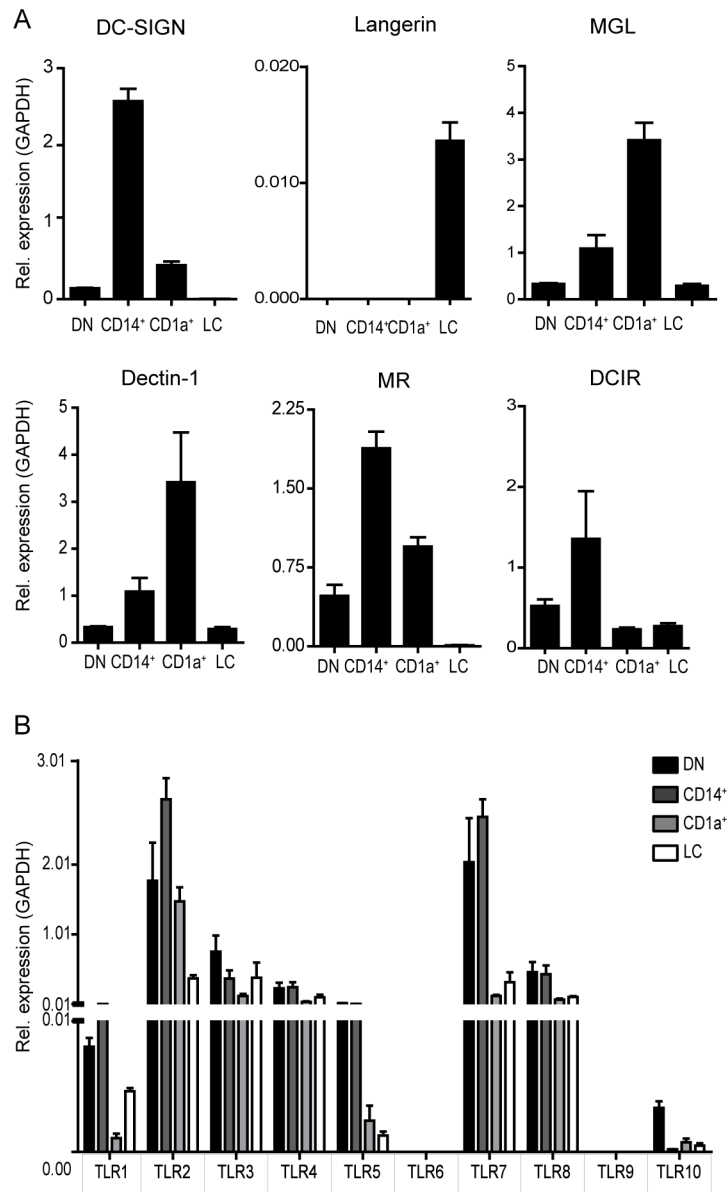 A
DC-SIGN
Langerin
MGL
Rel. expression (GAPDH)
3
2
1
0
DN CD14⁺ CD1a⁺ LC
0.020
0.010
0.000
DN CD14⁺CD1a⁺ LC
5
4
3
2
1
0
DN CD14⁺ CD1a⁺ LC
Dectin-1
MR
DCIR
Rel. expression (GAPDH)
5
4
3
2
1
0
DN CD14⁺ CD1a⁺ LC
2.25
1.50
0.75
0.00
DN CD14⁺ CD1a⁺ LC
3
2
1
0
DN CD14⁺ CD1a⁺ LC
B
Rel. expression (GAPDH)
3.01
2.01
1.01
0.01
0.01
0.00
DN
CD14⁺
CD1a⁺
LC
TLR1 TLR2 TLR3 TLR4 TLR5 TLR6 TLR7 TLR8 TLR9 TLR10